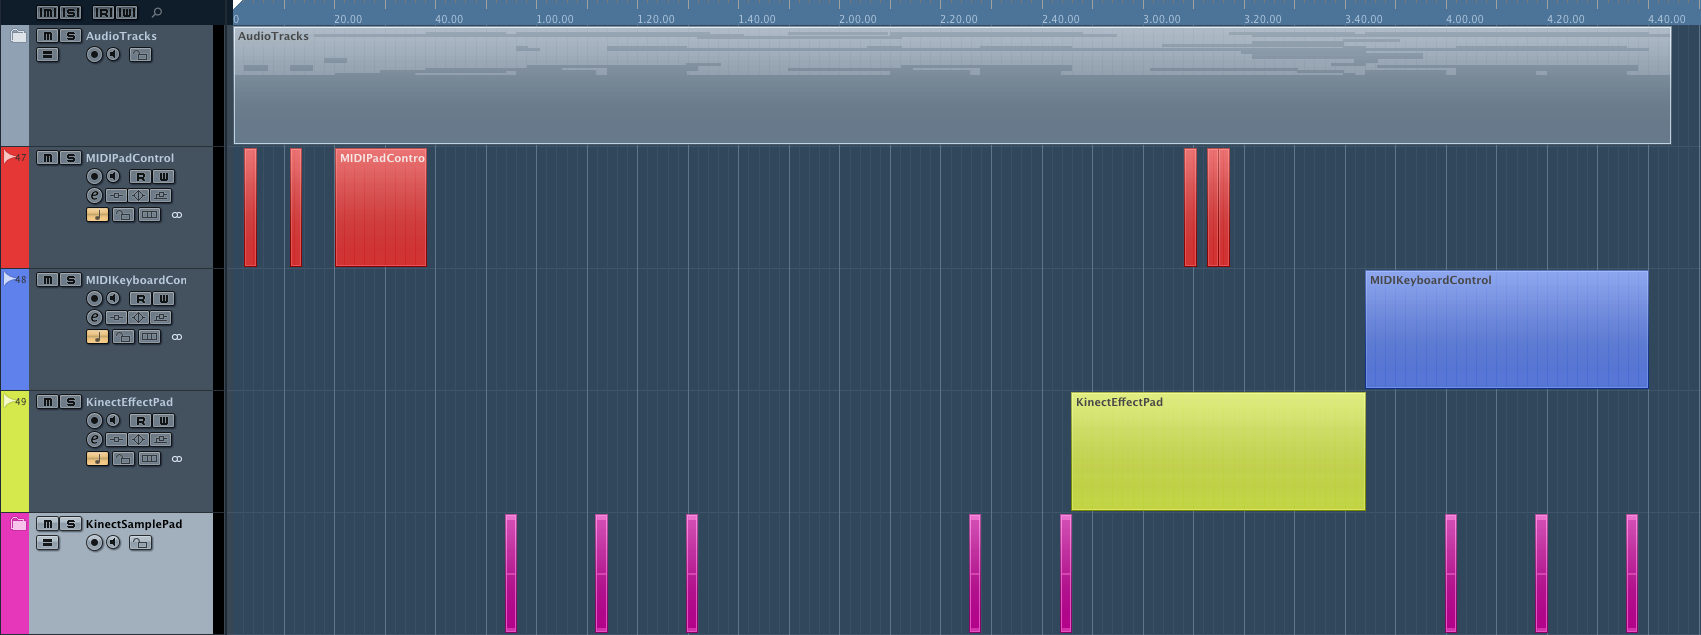 M S R W
0 20.00 40.00 1.00.00 1.20.00 1.40.00 2.00.00 2.20.00 2.40.00 3.00.00 3.20.00 3.40.00 4.00.00 4.20.00 4.40.00
m S AudioTracks
AudioTracks
47 m S MIDIPadControl
R W
e
MIDIPadContro
48 m S MIDIKeyboardCon
R W
e
MIDIKeyboardControl
49 m S KinectEffectPad
R W
e
KinectEffectPad
m S KinectSamplePad